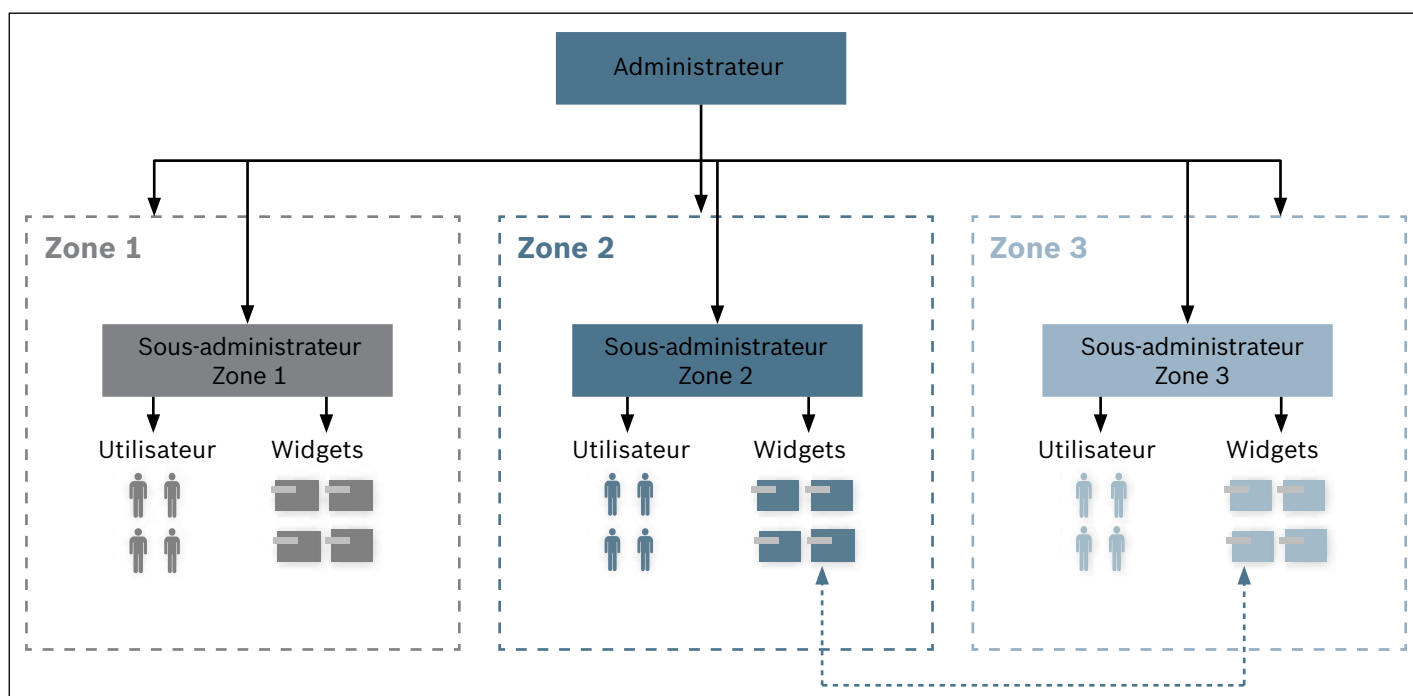 Administrateur
Zone 1
Zone 2
Zone 3
Sous-administrateur
Zone 1
Sous-administrateur
Zone 2
Sous-administrateur
Zone 3
Utilisateur
Widgets
Utilisateur
Widgets
Utilisateur
Widgets